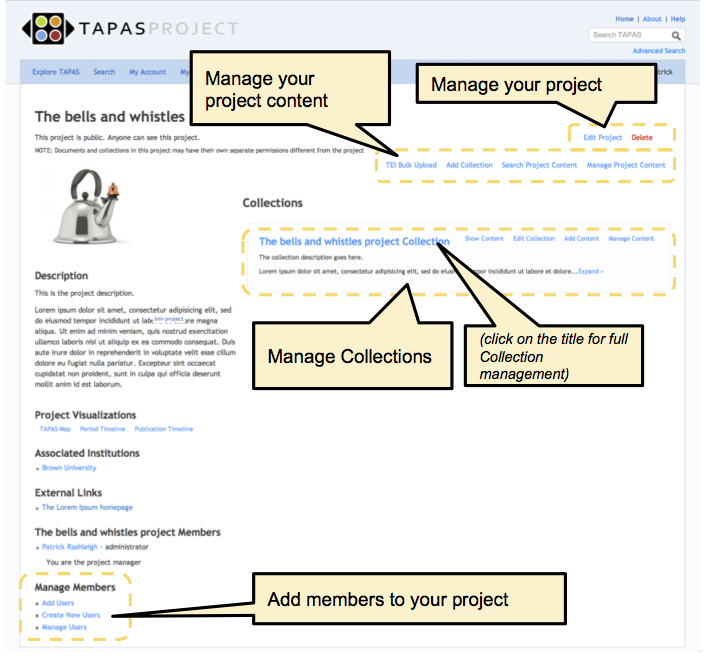 TAPASPROJECT
Home | About | Help
Search TAPAS
Advanced Search
Explore TAPAS Search My Account My
trick
Manage your
project content
Manage your project
The bells and whistles
This project is public. Anyone can see this project.
NOTE: Documents and collections in this project may have their own separate permissions different from the project
Edit Project Delete
TEI Bulk Upload Add Collection Search Project Content Manage Project Content
Collections
The bells and whistles project Collection
Show Content Edit Collection Add Content Manage Content
The collection description goes here.
Lorem ipsum dolor sit amet, consectetur adipisicing elit, sed do eiusmod tempor incididunt ut labore et dolore...Expand »
Manage Collections
(click on the title for full
Collection
management)
Description
This is the project description.
Lorem ipsum dolor sit amet, consectetur adipisicing elit, sed
do eiusmod tempor incididunt ut lab Join project re magna
aliqua. Ut enim ad minim veniam, quis nostrud exercitation
ullamco laboris nisi ut aliquip ex ea commodo consequat. Duis
aute irure dolor in reprehenderit in voluptate velit esse cillum
dolore eu fugiat nulla pariatur. Excepteur sint occaecat
cupidatat non proident, sunt in culpa qui officia deserunt
mollit anim id est laborum.
Project Visualizations
TAPAS Map Period Timeline Publication Timeline
Associated Institutions
Brown University
External Links
The Lorem Ipsum homepage
The bells and whistles project Members
Patrick Rashleigh - administrator
You are the project manager
Manage Members
Add Users
Create New Users
Manage Users
Add members to your project